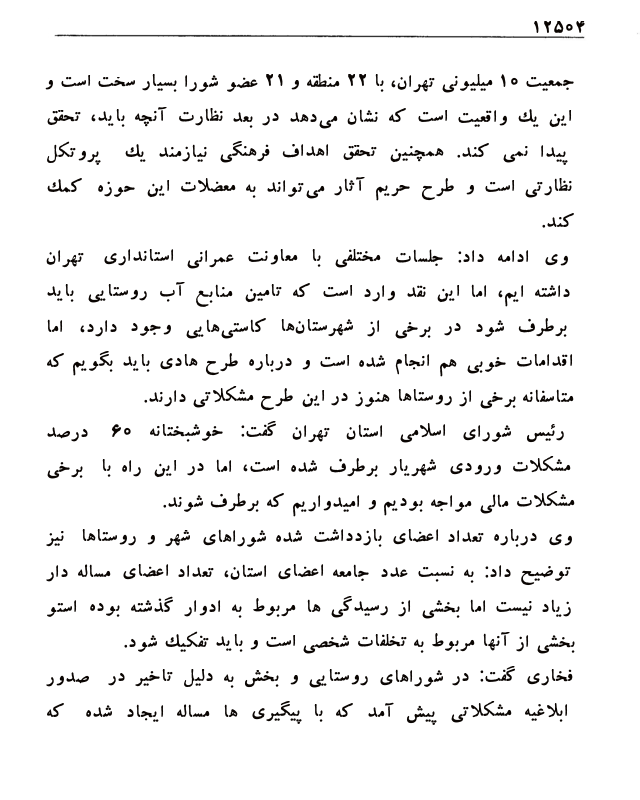 ۱۲۵۰۴
جمعیت ۱۰ میلیونی تهران، با ۲۲ منطقه و ۲۱ عضو شورا بسیار سخت است و
این یك واقعیت است که نشان می‌دهد در بعد نظارت آنچه باید، تحقق
پیدا نمی کند. همچنین تحقق اهداف فرهنگی نیازمند یك پروتکل
نظارتی است و طرح حریم آثار می‌تواند به معضلات این حوزه کمك
کند.
وی ادامه داد: جلسات مختلفی با معاونت عمرانی استانداری تهران
داشته ایم، اما این نقد وارد است که تامین منابع آب روستایی باید
برطرف شود در برخی از شهرستان‌ها کاستی‌هایی وجود دارد، اما
اقدامات خوبی هم انجام شده است و درباره طرح هادی باید بگویم که
متاسفانه برخی از روستاها هنوز در این طرح مشکلاتی دارند.
رئیس شورای اسلامی استان تهران گفت: خوشبختانه ۶۰ درصد
مشکلات ورودی شهریار برطرف شده است، اما در این راه با برخی
مشکلات مالی مواجه بودیم و امیدواریم که برطرف شوند.
وی درباره تعداد اعضای بازدداشت شده شوراهای شهر و روستاها نیز
توضیح داد: به نسبت عدد جامعه اعضای استان، تعداد اعضای مساله دار
زیاد نیست اما بخشی از رسیدگی ها مربوط به ادوار گذشته بوده استو
بخشی از آنها مربوط به تخلفات شخصی است و باید تفکیك شود.
فخاری گفت: در شوراهای روستایی و بخش به دلیل تاخیر در صدور
ابلاغیه مشکلاتی پیش آمد که با پیگیری ها مساله ایجاد شده که